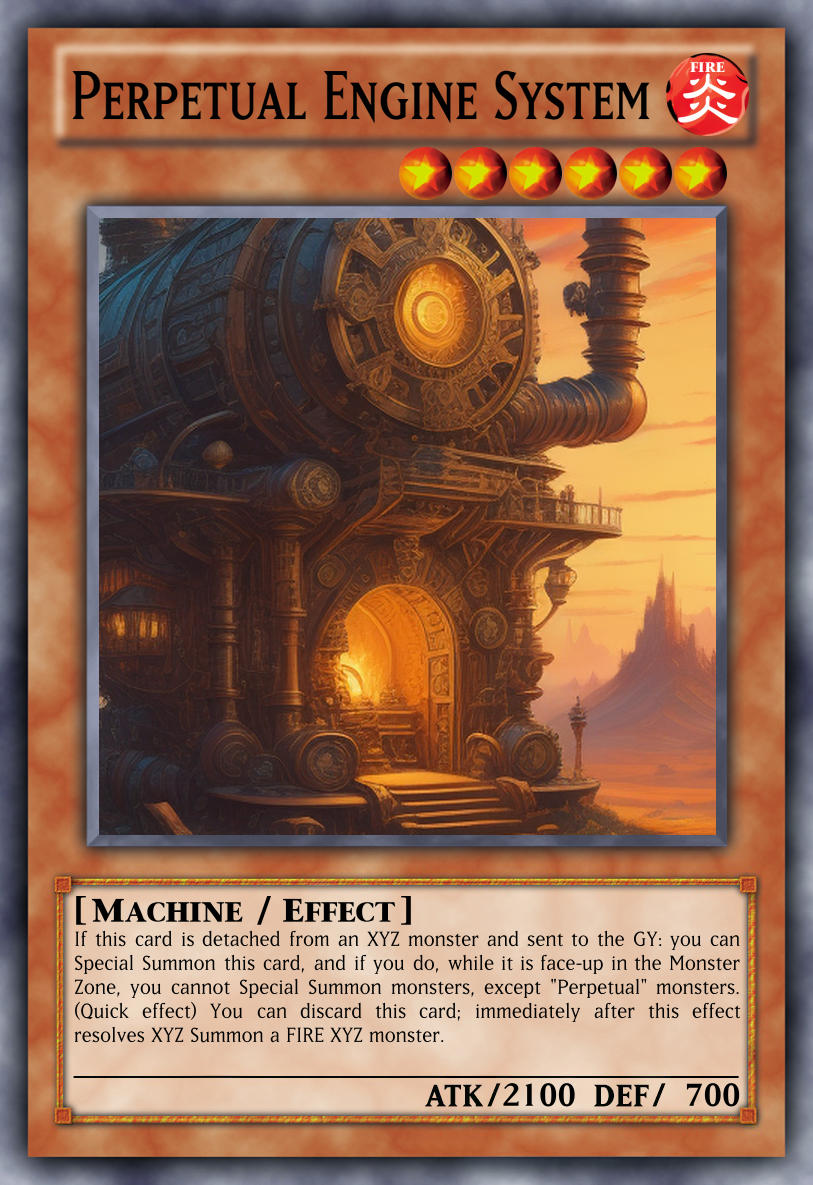 Perpetual Engine System
FIRE
炎
[ Machine / Effect ]
If this card is detached from an XYZ monster and sent to the GY: you can
Special Summon this card, and if you do, while it is face-up in the Monster
Zone, you cannot Special Summon monsters, except "Perpetual" monsters.
(Quick effect) You can discard this card; immediately after this effect
resolves XYZ Summon a FIRE XYZ monster.
ATK/2100 DEF/ 700